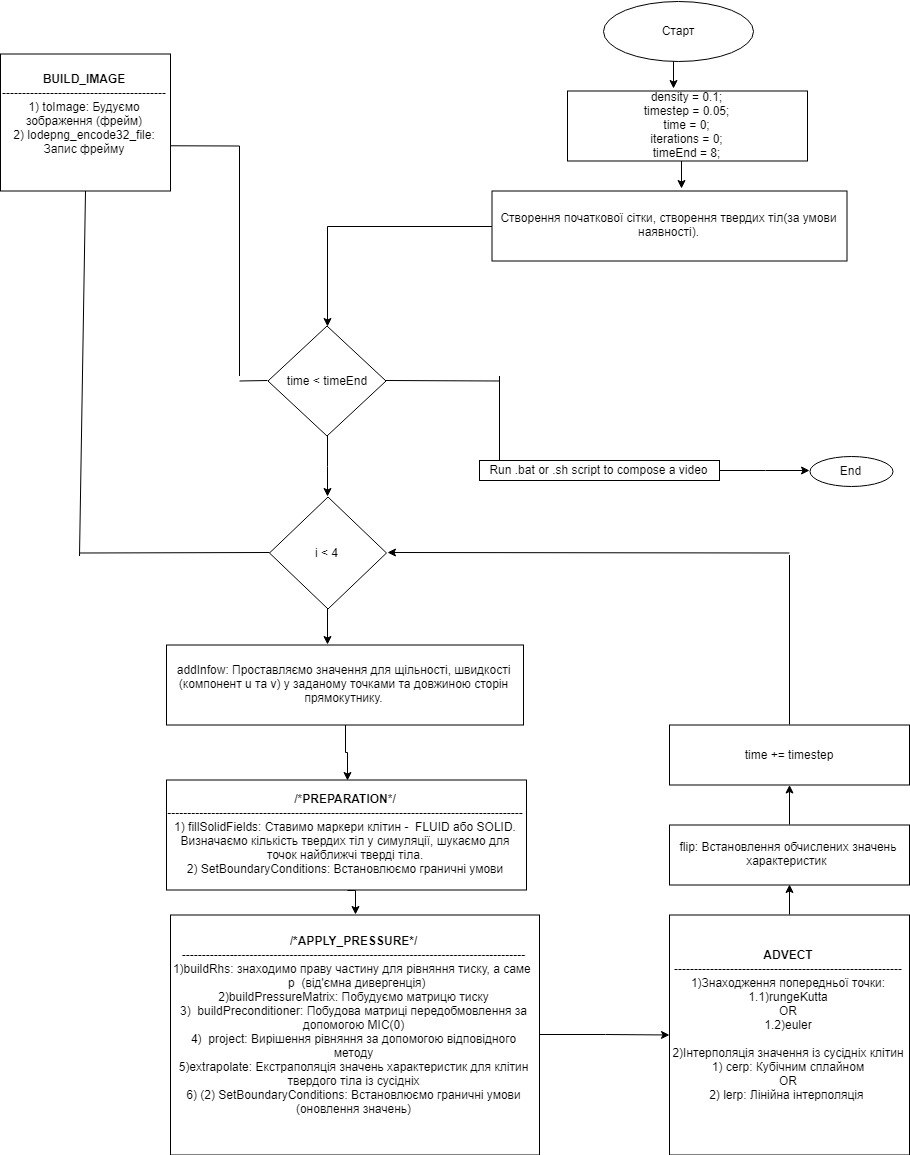 Старт
density = 0.1;
timestep = 0.05;
time = 0;
iterations = 0;
timeEnd = 8;
Створення початкової сітки, створення твердих тіл(за умови
наявності).
BUILD_IMAGE
1) toImage: Будуємо
зображення (фрейм)
2) lodepng_encode32_file:
Запис фрейму
time < timeEnd
Run .bat or .sh script to compose a video
End
i < 4
addInfow: Проставляємо значення для щільності, швидкості
(компонент u та v) у заданому точками та довжиною сторін
прямокутнику.
/*PREPARATION*/
1) fillSolidFields: Ставимо маркери клітин - FLUID або SOLID.
Визначаємо кількість твердих тіл у симуляції, шукаємо для
точок найближчі тверді тіла.
2) SetBoundaryConditions: Встановлюємо граничні умови
/*APPLY_PRESSURE*/
1)buildRhs: знаходимо праву частину для рівняння тиску, а саме
p (від'ємна дивергенція)
2)buildPressureMatrix: Побудуємо матрицю тиску
3) buildPreconditioner: Побудова матриці передобмовлення за
допомогою MIC(0)
4) project: Вирішення рівняння за допомогою відповідного
методу
5)extrapolate: Екстраполяція значень характеристик для клітин
твердого тіла із сусідніх
6) (2) SetBoundaryConditions: Встановлюємо граничні умови
(оновлення значень)
ADVECT
1)Знаходження попередньої точки:
1.1)rungeKutta
OR
1.2)euler
2)Інтерполяція значення із сусідніх клітин
1) cerp: Кубічним сплайном
OR
2) lerp: Лінійна інтерполяція
flip: Встановлення обчислених значень
характеристик
time += timestep